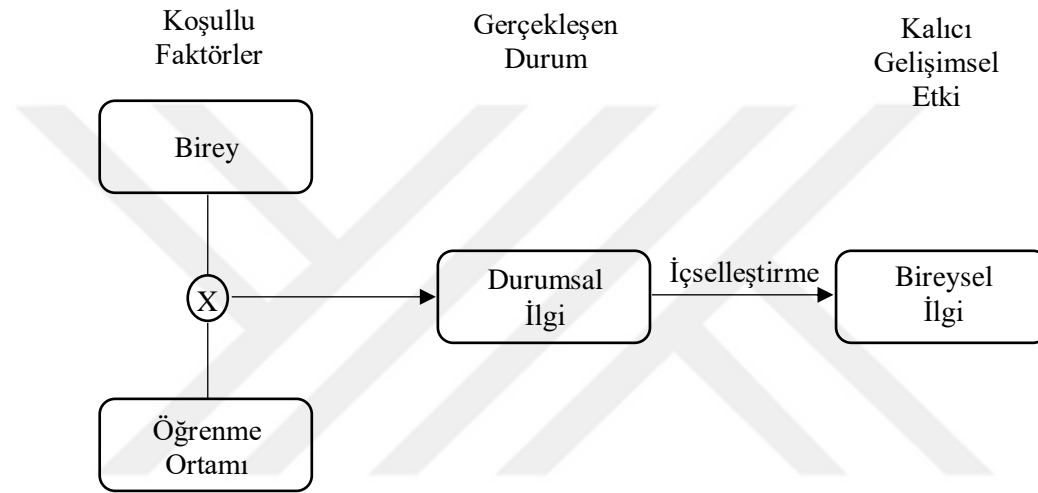 Koşullu
Faktörler
Gerçekleşen
Durum
Kalıcı
Gelişimsel
Etki
Birey
X
Durumsal
İlgi
İçselleştirme
Bireysel
İlgi
Öğrenme
Ortamı